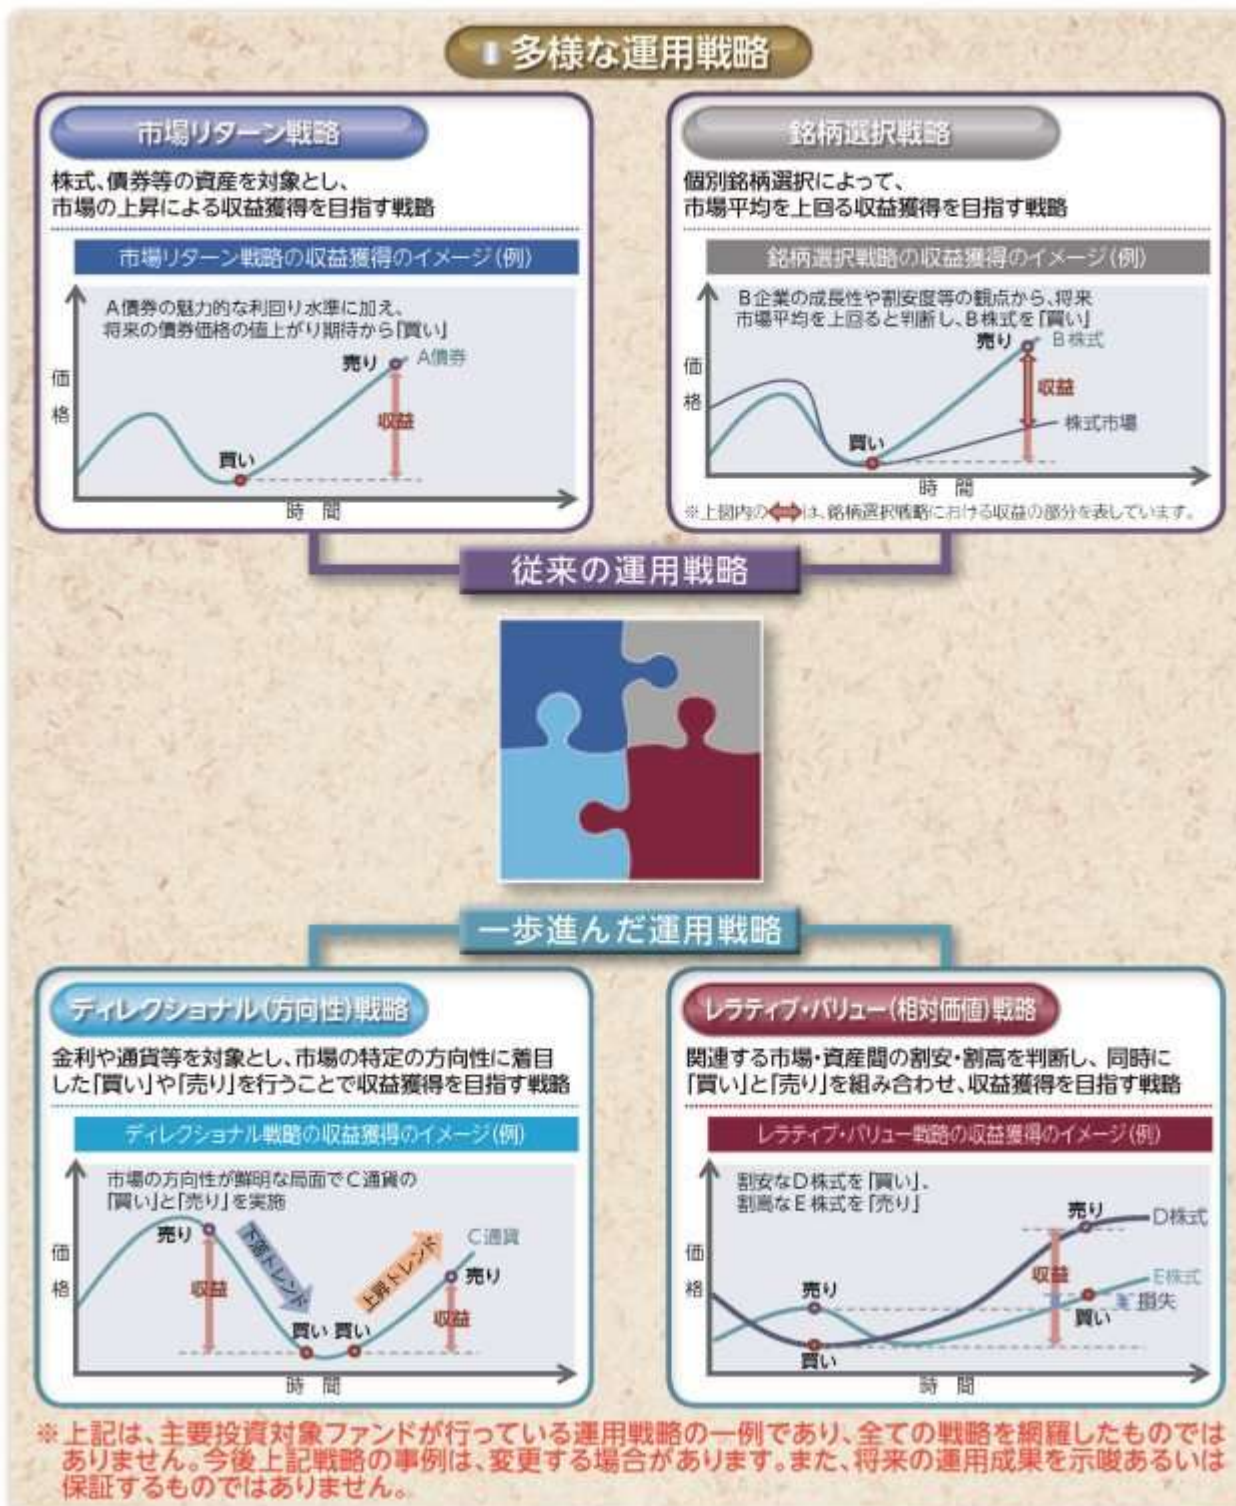 多様な運用戦略
市場リターン戦略
株式、債券等の資産を対象とし、
市場の上昇による収益獲得を目指す戦略
市場リターン戦略の収益獲得のイメージ(例)
A債券の魅力的な利回り水準に加え、
将来の債券価格の値上がり期待から「買い」
売り
A債券
価格
収益
買い
時 間
銘柄選択戦略
個別銘柄選択によって、
市場平均を上回る収益獲得を目指す戦略
銘柄選択戦略の収益獲得のイメージ(例)
B企業の成長性や割安度等の観点から、将来
市場平均を上回ると判断し、B株式を「買い」
売り
B株式
価格
収益
株式市場
買い
時 間
※上図内の⇔は、銘柄選択戦略における収益の部分を表しています。
従来の運用戦略
一歩進んだ運用戦略
ディレクショナル(方向性)戦略
金利や通貨等を対象とし、市場の特定の方向性に着目
した「買い」や「売り」を行うことで収益獲得を目指す戦略
ディレクショナル戦略の収益獲得のイメージ(例)
市場の方向性が鮮明な局面でC通貨の
「買い」と「売り」を実施
売り
下落トレンド
上昇トレンド
C通貨
価格
収益
売り
買い 買い
収益
時 間
レラティブ・バリュー(相対価値)戦略
関連する市場・資産間の割安・割高を判断し、同時に
「買い」と「売り」を組み合わせ、収益獲得を目指す戦略
レラティブ・バリュー戦略の収益獲得のイメージ(例)
割安なD株式を「買い」、
割高なE株式を「売り」
売り
D株式
価格
収益
E株式
売り
損失
買い
買い
時 間
※上記は、主要投資対象ファンドが行っている運用戦略の一例であり、全ての戦略を網羅したものでは
ありません。今後上記戦略の事例は、変更する場合があります。また、将来の運用成果を示唆あるいは
保証するものではありません。